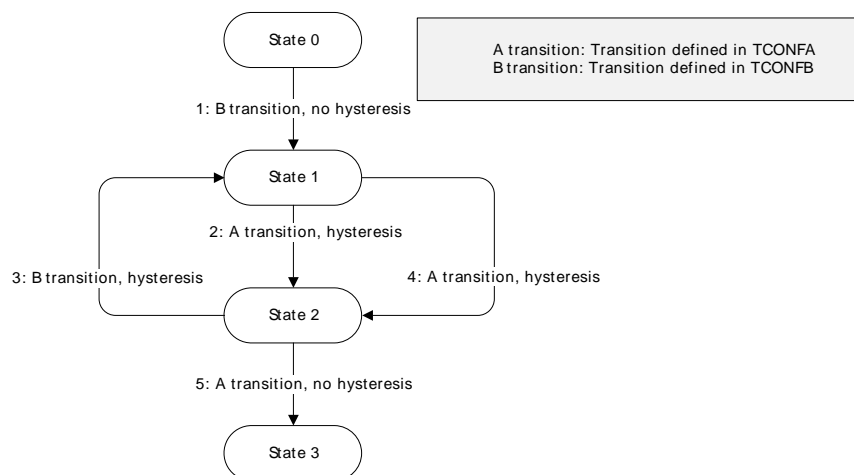 State 0
A transition: Transition defined in TCONFA
B transition: Transition defined in TCONFB
1: B transition, no hysteresis
State 1
2: A transition, hysteresis
3: B transition, hysteresis
4: A transition, hysteresis
State 2
5: A transition, no hysteresis
State 3